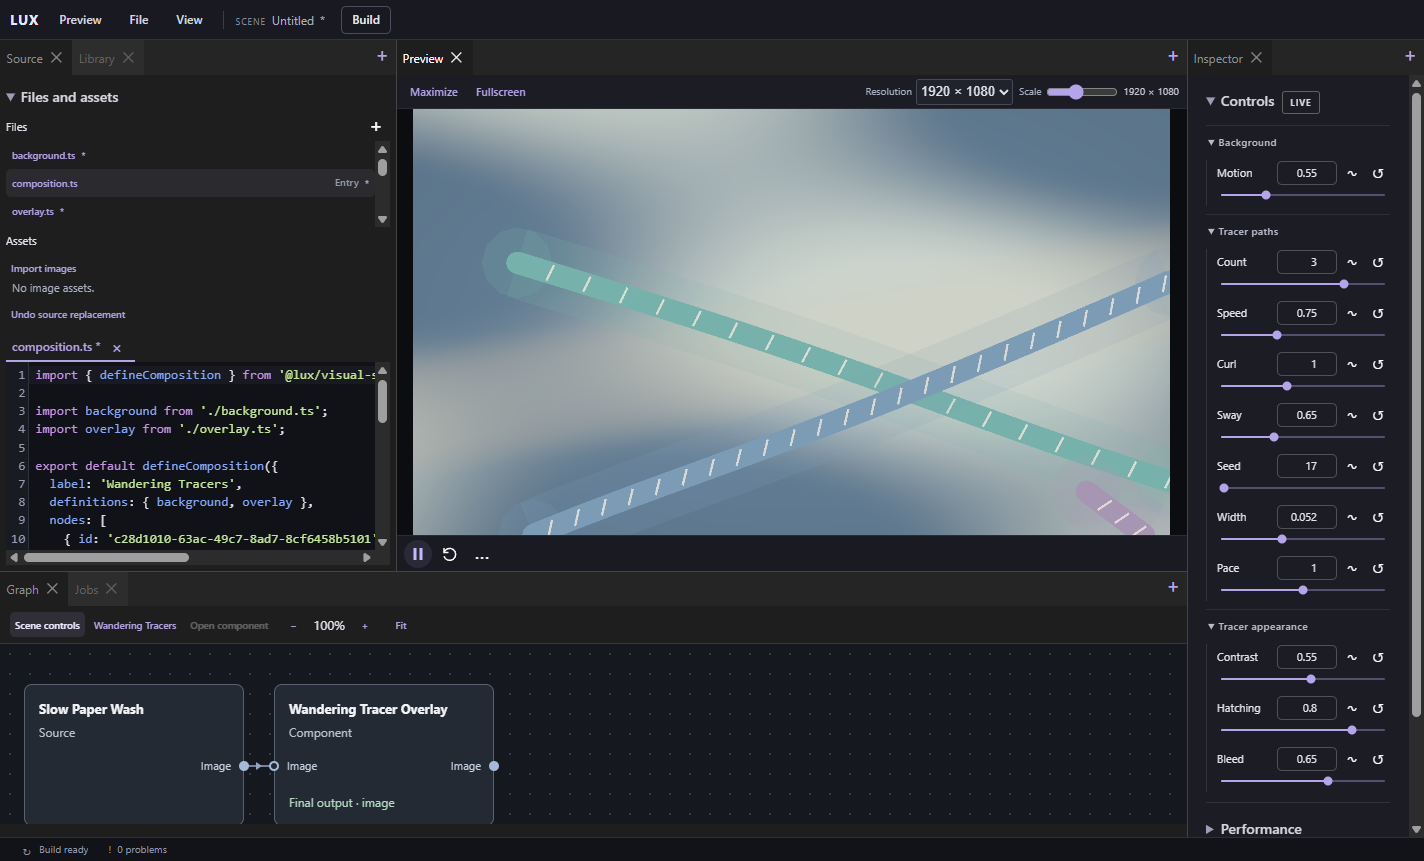 LUX Preview File View SCENE Untitled * Build
Source Library +
Files and assets
Files +
background.ts *
composition.ts Entry *
overlay.ts *
Assets
Import images
No image assets.
Undo source replacement
composition.ts * ×
1 import { defineComposition } from '@lux/visual-s
2
3 import background from './background.ts';
4 import overlay from './overlay.ts';
5
6 export default defineComposition({
7 label: 'Wandering Tracers',
8 definitions: { background, overlay },
9 nodes: [
10 { id: 'c28d1010-63ac-49c7-8ad7-8cf6458b5101'
Preview +
Maximize Fullscreen Resolution 1920 × 1080 Scale 1920 × 1080
...
Graph Jobs +
Scene controls Wandering Tracers Open component − 100% + Fit
Slow Paper Wash
Source
Image
Wandering Tracer Overlay
Component
Image Image
Final output · image
Inspector +
Controls LIVE
Background
Motion 0.55
Tracer paths
Count 3
Speed 0.75
Curl 1
Sway 0.65
Seed 17
Width 0.052
Pace 1
Tracer appearance
Contrast 0.55
Hatching 0.8
Bleed 0.65
Performance
Build ready ! 0 problems